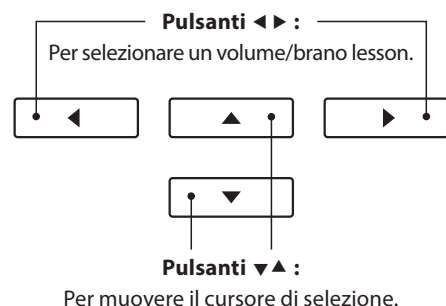 Pulsanti ◀ ▶ :
Per selezionare un volume/brano lesson.
Pulsanti ▼▲ :
Per muovere il cursore di selezione.